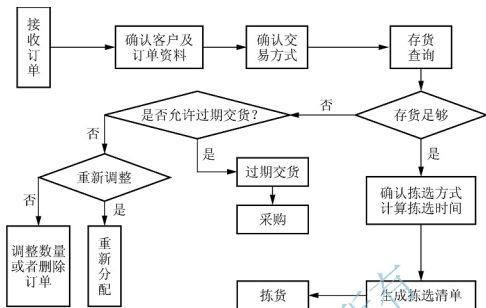 接
收
订
单
确认客户及
订单资料
确认交
易方式
存货
查询
是否允许过期交货?
否
存货足够
否
是
是
重新调整
过期交货
确认拣选方式
计算拣选时间
否
是
采购
调整数量
或者删除
订单
重
新
分
配
拣货
生成拣选清单